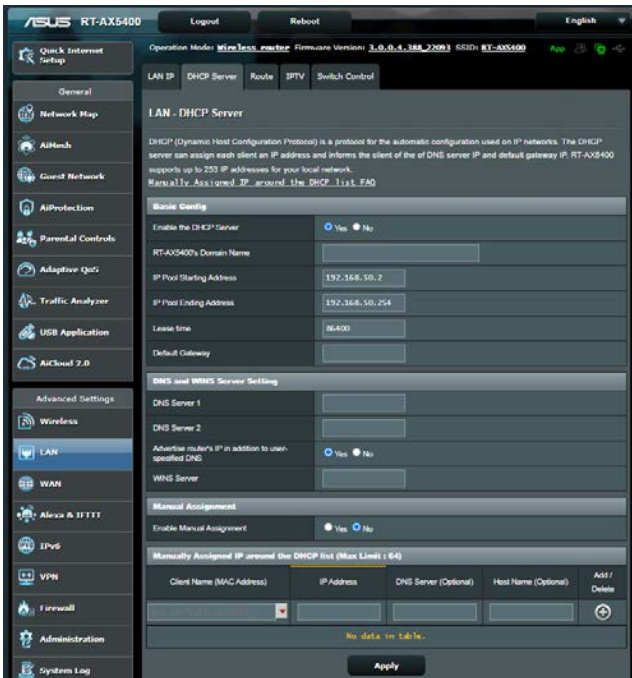 ASUS RT-AX5400 Logout Reboot English
Quick Internet Setup
Operation Mode: Wireless router Firmware Version: 3.0.0.4.388_22093 SSID: RT-AX5400 App
General
Network Map
AiMesh
Guest Network
AiProtection
Parental Controls
Adaptive QoS
Traffic Analyzer
USB Application
AiCloud 2.0
Advanced Settings
Wireless
LAN
WAN
Alexa & IFTTT
IPv6
VPN
Firewall
Administration
System Log
LAN IP DHCP Server Route IPTV Switch Control
LAN - DHCP Server
DHCP (Dynamic Host Configuration Protocol) is a protocol for the automatic configuration used on IP networks. The DHCP
server can assign each client an IP address and informs the client of the of DNS server IP and default gateway IP. RT-AX5400
supports up to 253 IP addresses for your local network.
Manually Assigned IP around the DHCP list FAQ
Basic Config
Enable the DHCP Server Yes No
RT-AX5400's Domain Name
IP Pool Starting Address 192.168.50.2
IP Pool Ending Address 192.168.50.254
Lease time 86400
Default Gateway
DNS and WINS Server Setting
DNS Server 1
DNS Server 2
Advertise router's IP in addition to user-
specified DNS Yes No
WINS Server
Manual Assignment
Enable Manual Assignment Yes No
Manually Assigned IP around the DHCP list (Max Limit : 64)
Client Name (MAC Address) IP Address DNS Server (Optional) Host Name (Optional) Add / Delete
No data in table.
Apply